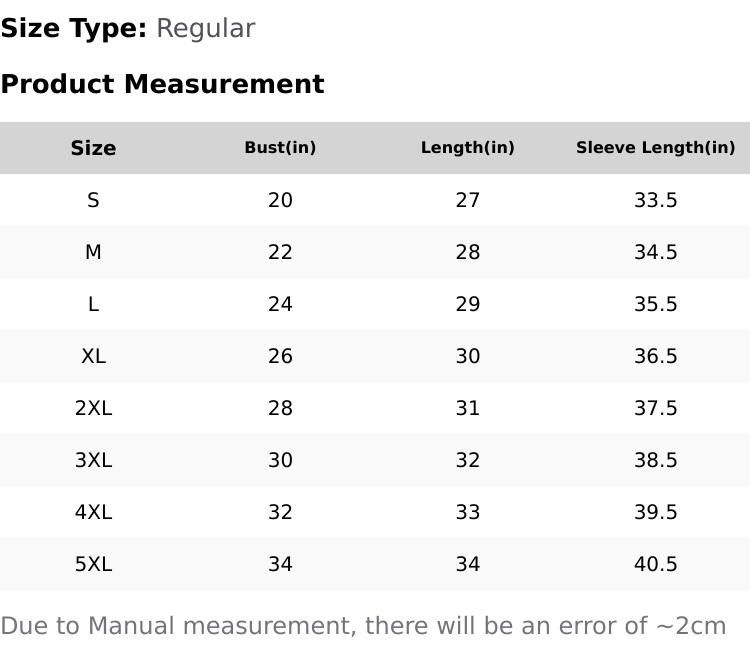 Size Type: Regular
Product Measurement
Size Bust(in) Length(in) Sleeve Length(in)
S 20 27 33.5
M 22 28 34.5
L 24 29 35.5
XL 26 30 36.5
2XL 28 31 37.5
3XL 30 32 38.5
4XL 32 33 39.5
5XL 34 34 40.5
Due to Manual measurement, there will be an error of ~2cm